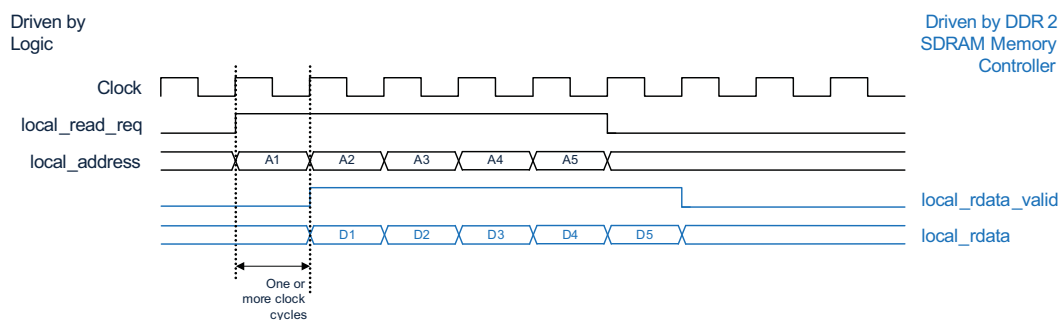 Driven by
Logic
Driven by DDR 2
SDRAM Memory
Controller
Clock
local_read_req
local_address
A1 A2 A3 A4 A5
local_rdata_valid
D1 D2 D3 D4 D5
local_rdata
One or
more clock
cycles